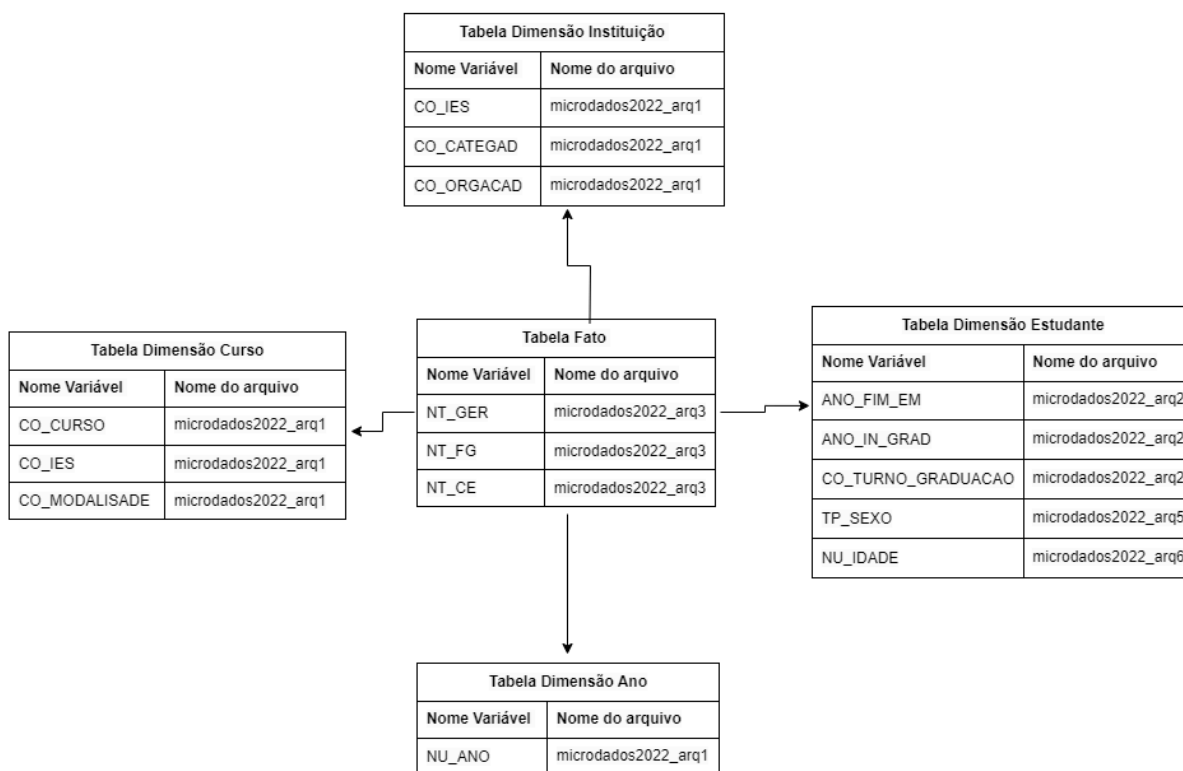 Tabela Dimensão Instituição
Nome Variável Nome do arquivo
CO_IES microdados2022_arq1
CO_CATEGAD microdados2022_arq1
CO_ORGACAD microdados2022_arq1
Tabela Dimensão Curso
Nome Variável Nome do arquivo
CO_CURSO microdados2022_arq1
CO_IES microdados2022_arq1
CO_MODALISADE microdados2022_arq1
Tabela Fato
Nome Variável Nome do arquivo
NT_GER microdados2022_arq3
NT_FG microdados2022_arq3
NT_CE microdados2022_arq3
Tabela Dimensão Estudante
Nome Variável Nome do arquivo
ANO_FIM_EM microdados2022_arq2
ANO_IN_GRAD microdados2022_arq2
CO_TURNO_GRADUACAO microdados2022_arq2
TP_SEXO microdados2022_arq5
NU_IDADE microdados2022_arq6
Tabela Dimensão Ano
Nome Variável Nome do arquivo
NU_ANO microdados2022_arq1